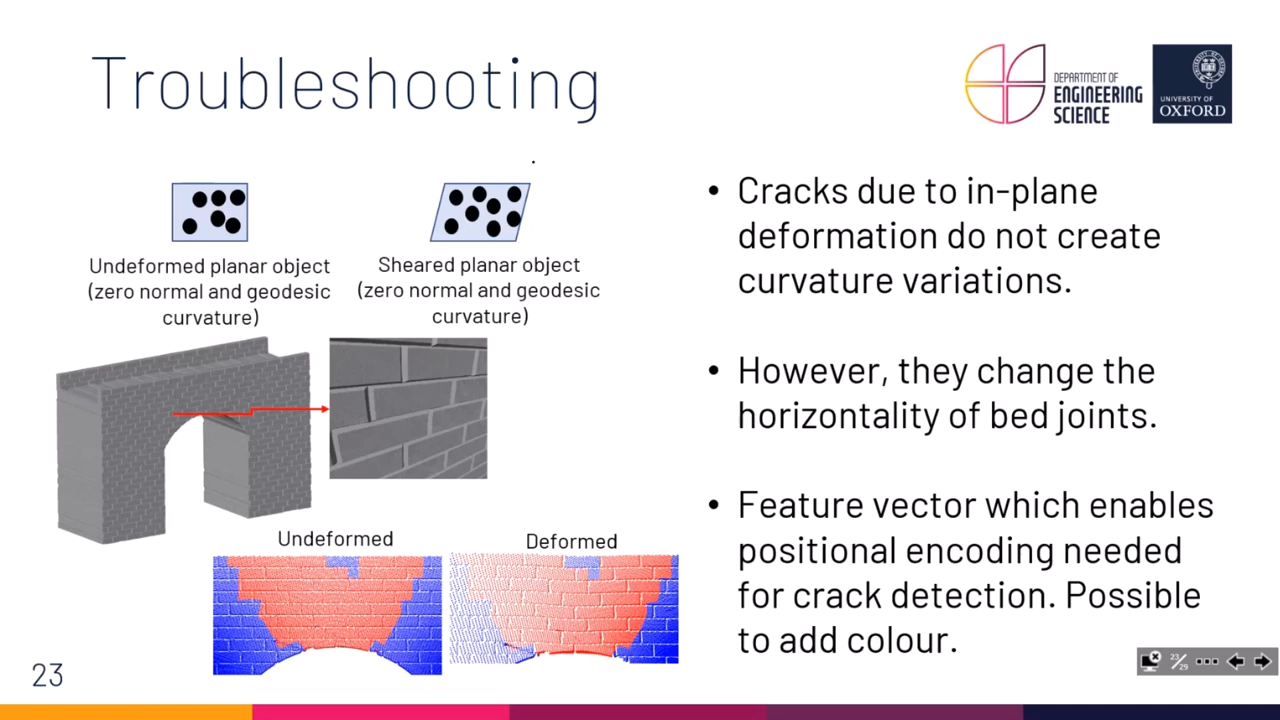 Troubleshooting
DEPARTMENT OF
ENGINEERING
SCIENCE
UNIVERSITY OF
OXFORD
Undeformed planar object
(zero normal and geodesic
curvature)
Sheared planar object
(zero normal and geodesic
curvature)
Undeformed
Deformed
• Cracks due to in-plane
deformation do not create
curvature variations.
• However, they change the
horizontality of bed joints.
• Feature vector which enables
positional encoding needed
for crack detection. Possible
to add colour.
23
23/29